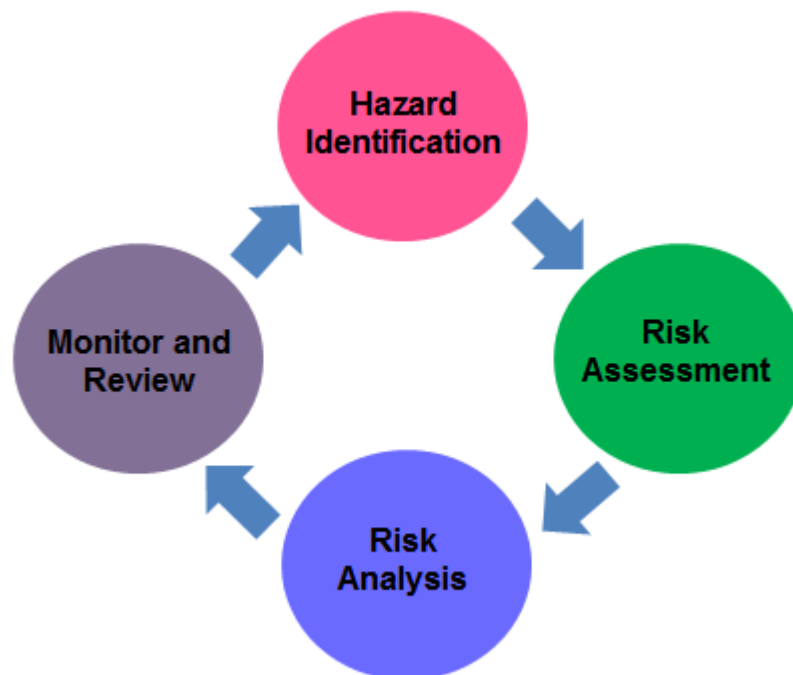 Hazard
Identification
Risk
Assessment
Risk
Analysis
Monitor and
Review